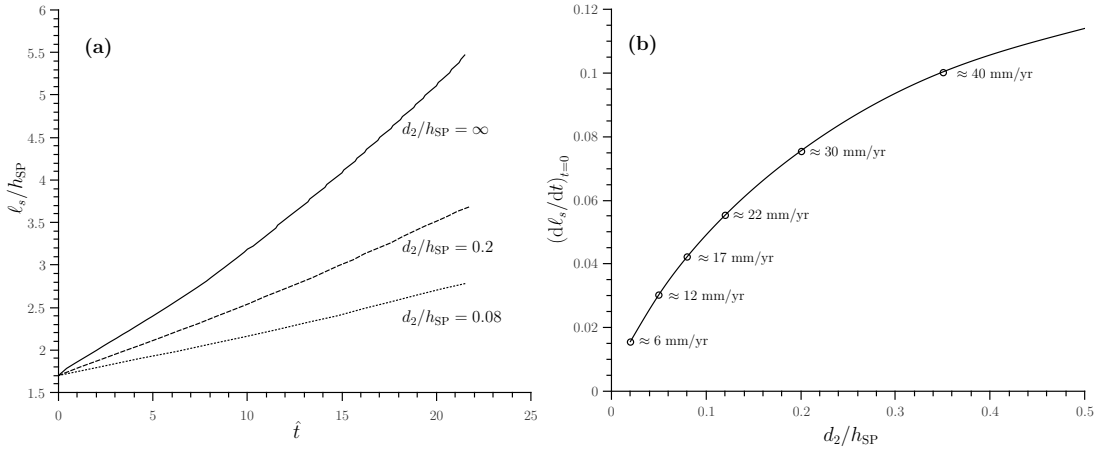 (a)
6
5.5
5
4.5
4
3.5
3
2.5
2
1.5
ℓs/hSP
d2/hSP = ∞
d2/hSP = 0.2
d2/hSP = 0.08
0 5 10 15 20 25
t̂
(b)
0.12
0.1
0.08
0.06
0.04
0.02
0
(dℓs/dt)t=0
≈ 40 mm/yr
≈ 30 mm/yr
≈ 22 mm/yr
≈ 17 mm/yr
≈ 12 mm/yr
≈ 6 mm/yr
0 0.1 0.2 0.3 0.4 0.5
d2/hSP